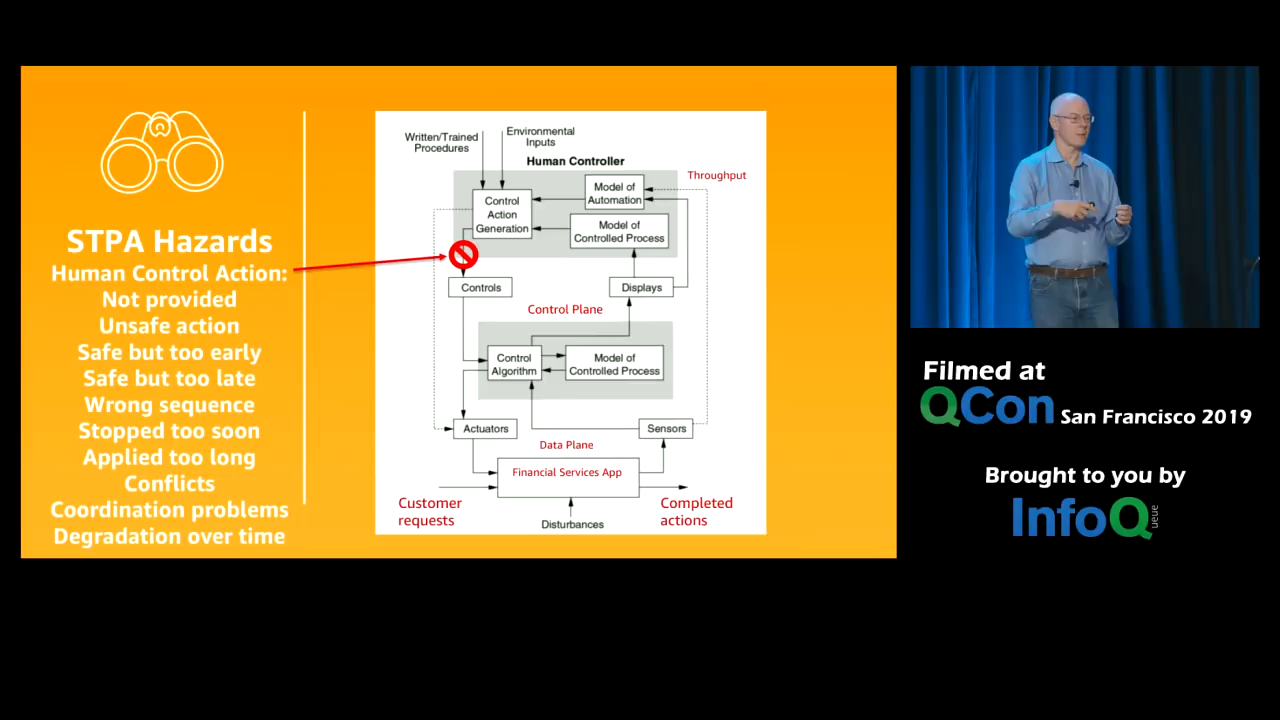 STPA Hazards
Human Control Action:
Not provided
Unsafe action
Safe but too early
Safe but too late
Wrong sequence
Stopped too soon
Applied too long
Conflicts
Coordination problems
Degradation over time
Written/Trained
Procedures
Environmental
Inputs
Human Controller
Throughput
Control
Action
Generation
Model of
Automation
Model of
Controlled Process
Controls
Displays
Control Plane
Control
Algorithm
Model of
Controlled Process
Actuators
Sensors
Data Plane
Financial Services App
Customer
requests
Completed
actions
Disturbances
Filmed at
QCon San Francisco 2019
Brought to you by
InfoQ
ueue